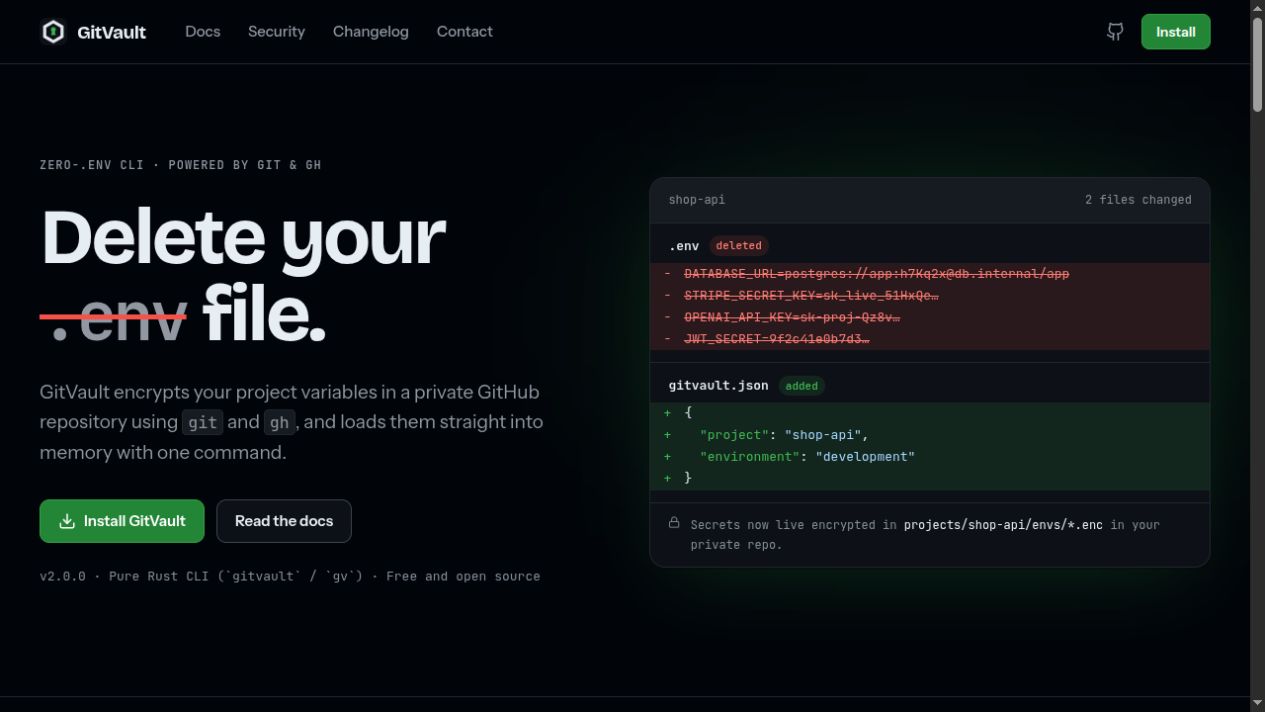 GitVault
Docs
Security
Changelog
Contact
Install
ZERO-.ENV CLI · POWERED BY GIT & GH
Delete your
.env file.
GitVault encrypts your project variables in a private GitHub
repository using git and gh, and loads them straight into
memory with one command.
Install GitVault
Read the docs
v2.0.0 · Pure Rust CLI (`gitvault` / `gv`) · Free and open source
shop-api
2 files changed
.env deleted
- DATABASE_URL=postgres://app:h7Kq2x@db.internal/app
- STRIPE_SECRET_KEY=sk_live_51HxQe…
- OPENAI_API_KEY=sk-proj-Qz8v…
- JWT_SECRET=9f2c41e0b7d3…
gitvault.json added
+ {
+ "project": "shop-api",
+ "environment": "development"
+ }
Secrets now live encrypted in projects/shop-api/envs/*.enc in your
private repo.